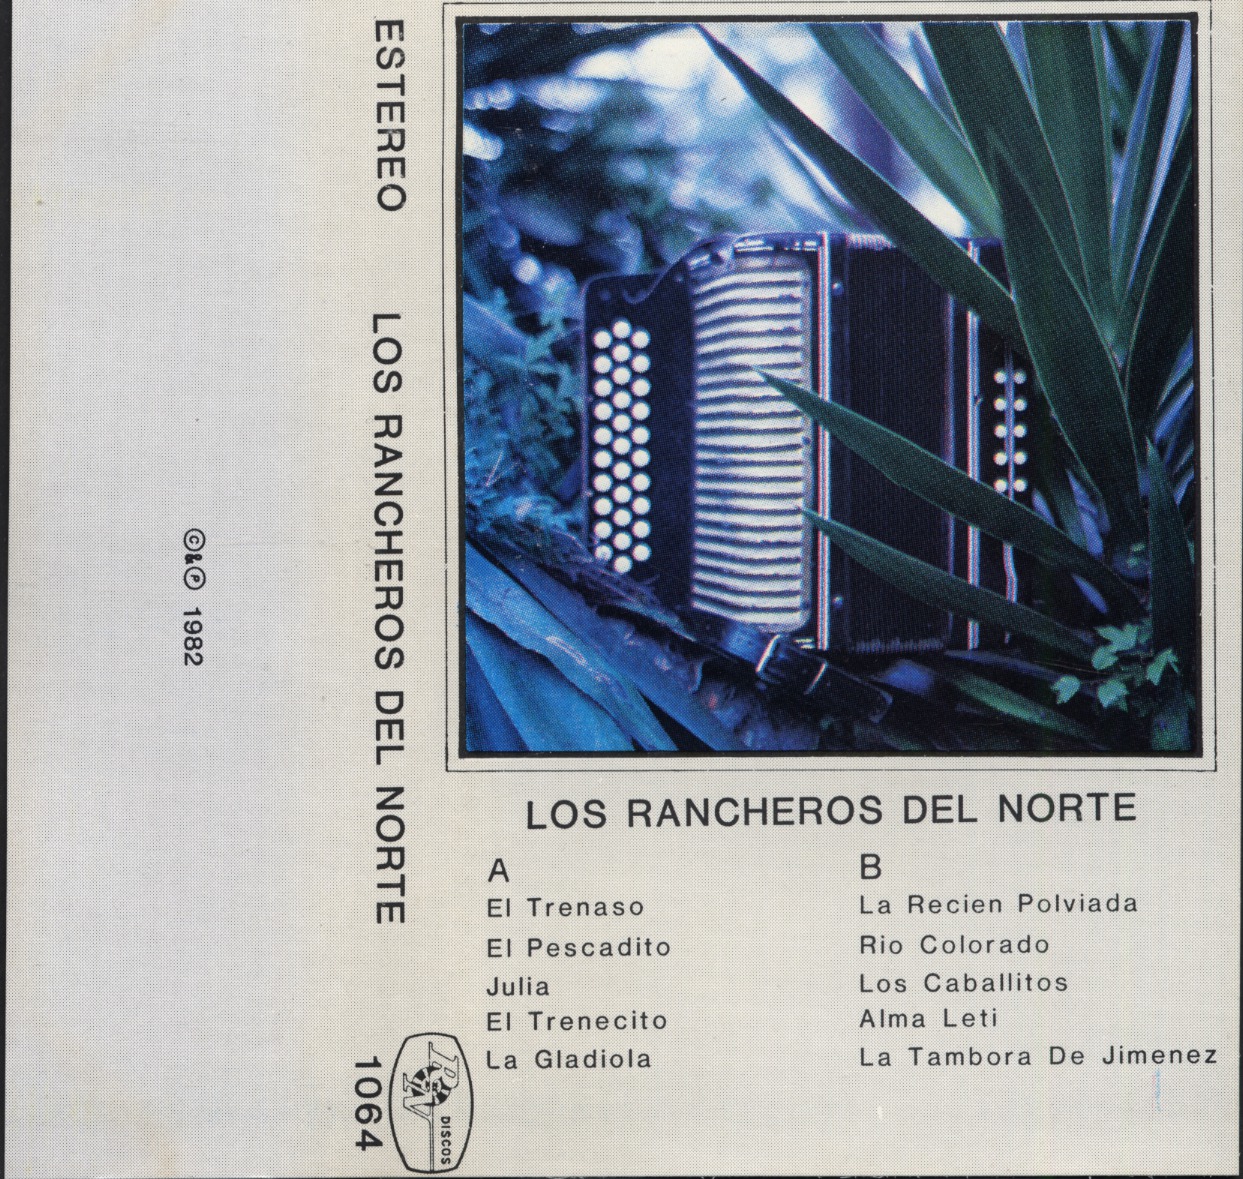 ©&℗ 1982
ESTEREO LOS RANCHEROS DEL NORTE
1064
DISCOS
LOS RANCHEROS DEL NORTE
A
El Trenaso
El Pescadito
Julia
El Trenecito
La Gladiola
B
La Recien Polviada
Rio Colorado
Los Caballitos
Alma Leti
La Tambora De Jimenez